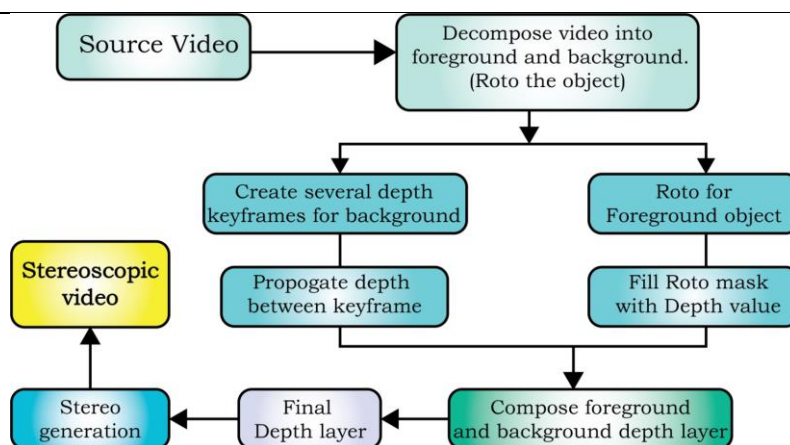 Source Video
Decompose video into
foreground and background.
(Roto the object)
Create several depth
keyframes for background
Roto for
Foreground object
Stereoscopic
video
Propogate depth
between keyframe
Fill Roto mask
with Depth value
Stereo
generation
Final
Depth layer
Compose foreground
and background depth layer